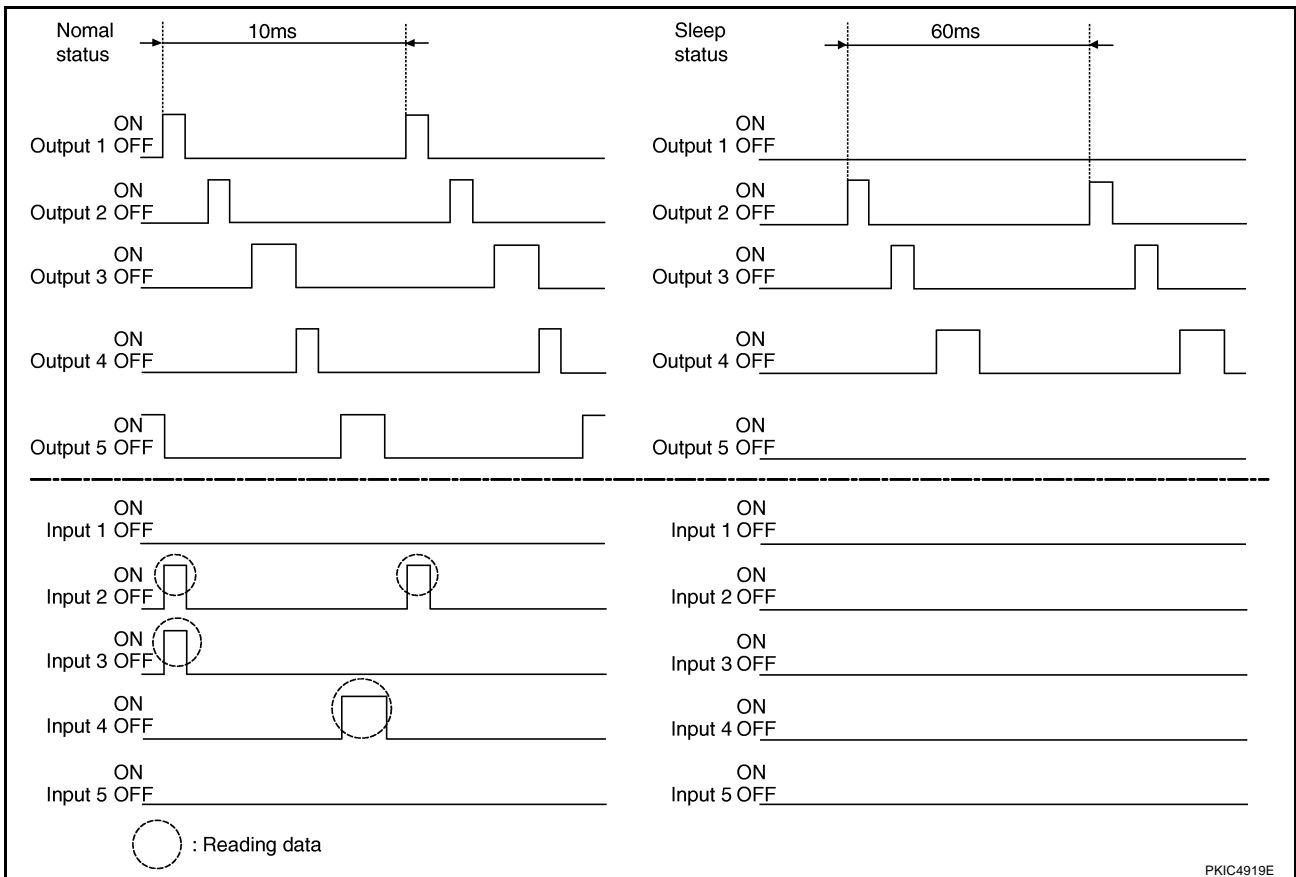 Nomal status
10ms
Sleep status
60ms
ON
Output 1 OFF
ON
Output 2 OFF
ON
Output 3 OFF
ON
Output 4 OFF
ON
Output 5 OFF
ON
Output 1 OFF
ON
Output 2 OFF
ON
Output 3 OFF
ON
Output 4 OFF
ON
Output 5 OFF
ON
Input 1 OFF
ON
Input 2 OFF
ON
Input 3 OFF
ON
Input 4 OFF
ON
Input 5 OFF
ON
Input 1 OFF
ON
Input 2 OFF
ON
Input 3 OFF
ON
Input 4 OFF
ON
Input 5 OFF
: Reading data
PKIC4919E